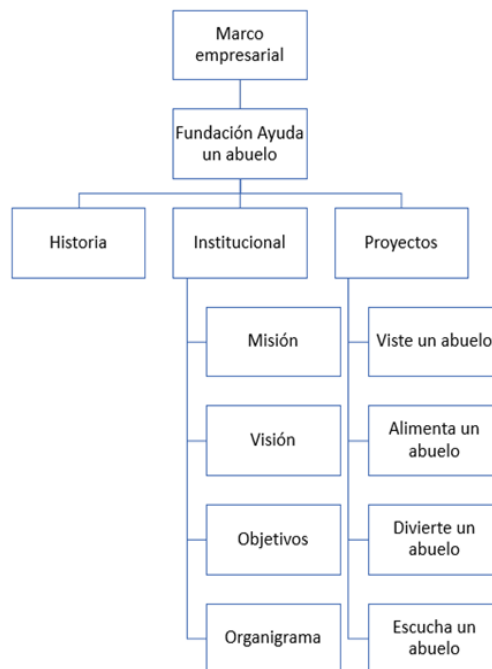 Marco
empresarial
Fundación Ayuda
un abuelo
Historia
Institucional
Proyectos
Misión
Viste un abuelo
Visión
Alimenta un
abuelo
Objetivos
Divierte un
abuelo
Organigrama
Escucha un
abuelo